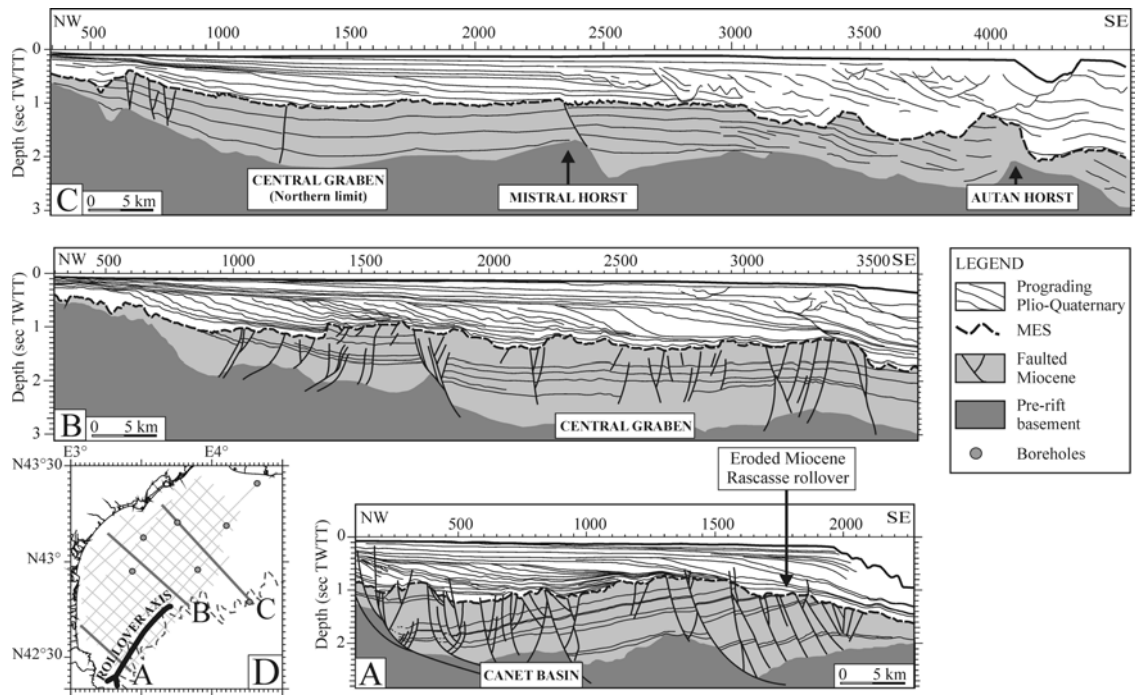 NW SE
500 1000 1500 2000 2500 3000 3500 4000
0
1
2
3
Depth (sec TWTT)
CENTRAL GRABEN
(Northern limit)
MISTRAL HORST
AUTAN HORST
C
0 5 km
NW SE
500 1000 1500 2000 2500 3000 3500
0
1
2
3
Depth (sec TWTT)
CENTRAL GRABEN
B
0 5 km
LEGEND
Prograding
Plio-Quaternary
MES
Faulted
Miocene
Pre-rift
basement
Boreholes
E3° E4°
N43°30
N43°
N42°30
ROLLOVER AXIS
A
B
C
D
Eroded Miocene
Rascasse rollover
NW SE
500 1000 1500 2000
0
1
2
Depth (sec TWTT)
CANET BASIN
A
0 5 km